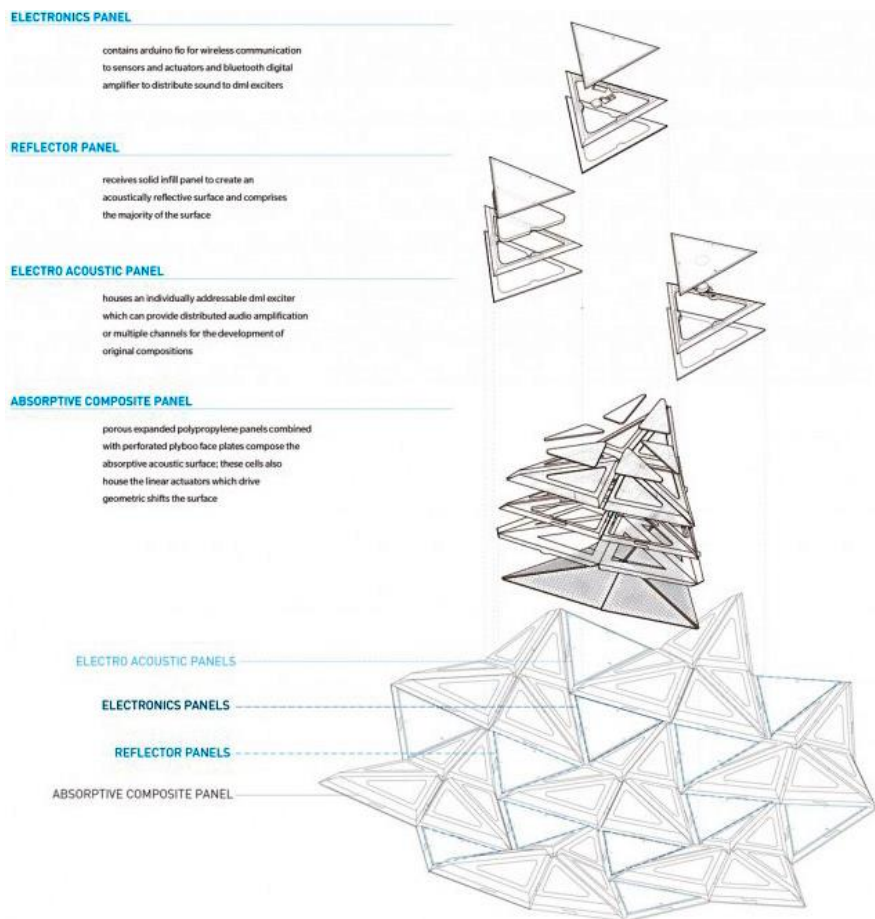 ELECTRONICS PANEL
contains arduino fio for wireless communication
to sensors and actuators and bluetooth digital
amplifier to distribute sound to dml exciters
REFLECTOR PANEL
receives solid infill panel to create an
acoustically reflective surface and comprises
the majority of the surface
ELECTRO ACOUSTIC PANEL
houses an individually addressable dml exciter
which can provide distributed audio amplification
or multiple channels for the development of
original compositions
ABSORPTIVE COMPOSITE PANEL
porous expanded polypropylene panels combined
with perforated plyboo face plates compose the
absorptive acoustic surface; these cells also
house the linear actuators which drive
geometric shifts the surface
ELECTRO ACOUSTIC PANELS
ELECTRONICS PANELS
REFLECTOR PANELS
ABSORPTIVE COMPOSITE PANEL